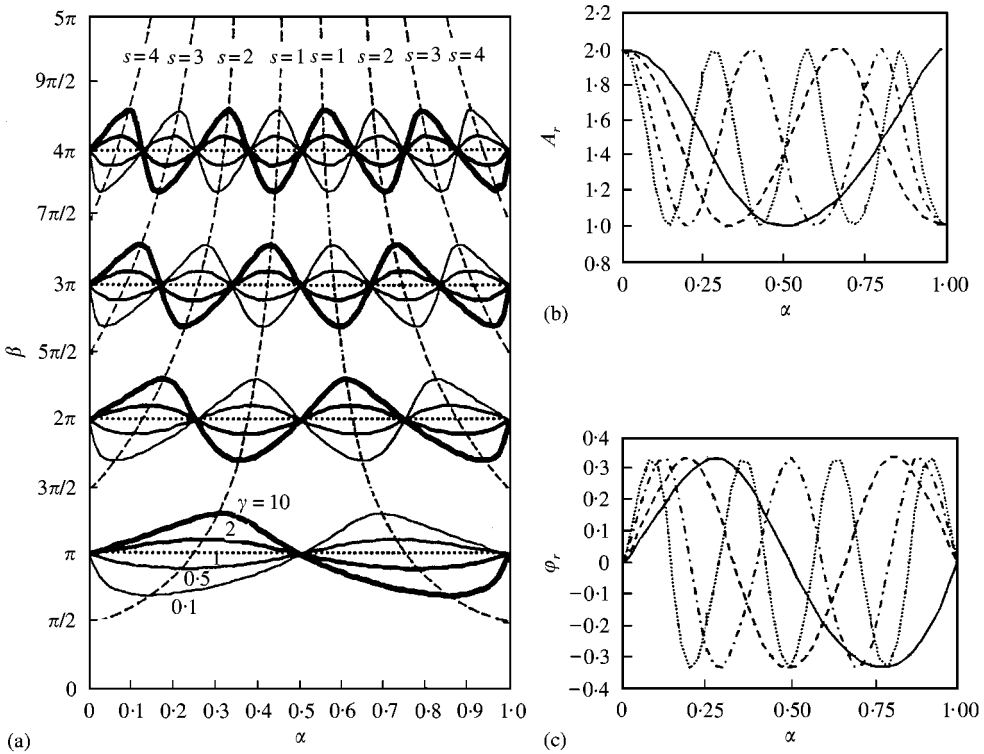 5π
9π/2
4π
7π/2
3π
5π/2
2π
3π/2
π
π/2
0
β
s=4 s=3 s=2 s=1 s=1 s=2 s=3 s=4
γ=10
2
1
0·5
0·1
0 0·1 0·2 0·3 0·4 0·5 0·6 0·7 0·8 0·9 1·0
(a)
α
2·2
2·0
1·8
1·6
1·4
1·2
1·0
0·8
A_r
0 0·25 0·50 0·75 1·00
(b)
α
0·4
0·3
0·2
0·1
0
−0·1
−0·2
−0·3
−0·4
φ_r
0 0·25 0·50 0·75 1·00
(c)
α